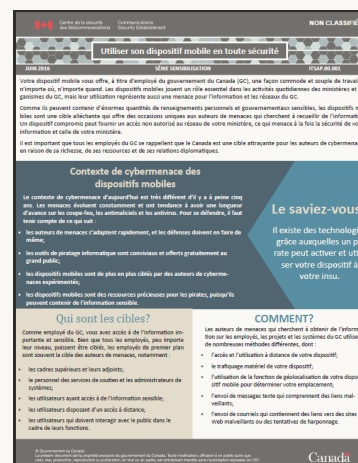 Centre de la sécurité Communications
des télécommunications Security Establishment
NON CLASSIFIÉ
Utiliser son dispositif mobile en toute sécurité
JUIN 2016 SÉRIE SENSIBILISATION ITSAP.00.001
Votre dispositif mobile vous offre, à titre d'employé du gouvernement du Canada (GC), une façon commode et souple de travail
n'importe où, n'importe quand. Les dispositifs mobiles jouent un rôle essentiel dans les activités quotidiennes des ministères et
ganismes du GC, mais leur utilisation représente aussi une menace pour l'information et les réseaux du GC.
Comme ils peuvent contenir d'énormes quantités de renseignements personnels et gouvernementaux sensibles, les dispositifs m
biles sont une cible alléchante qui offre des occasions uniques aux auteurs de menaces qui cherchent à recueillir de l'informati
Un dispositif compromis peut fournir un accès non autorisé au réseau de votre ministère, ce qui menace à la fois la sécurité de vo
information et celle de votre ministère.
Il est important que tous les employés du GC se rappellent que le Canada est une cible attrayante pour les auteurs de cybermenac
en raison de sa richesse, de ses ressources et de ses relations diplomatiques.
Contexte de cybermenace des
dispositifs mobiles
Le contexte de cybermenace d'aujourd'hui est très différent d'il y a à peine cinq
ans. Les menaces évoluent constamment et ont tendance à avoir une longueur
d'avance sur les coupe-feu, les antimaliciels et les antivirus. Pour se défendre, il faut
tenir compte de ce qui suit :
• les auteurs de menaces s'adaptent rapidement, et les défenses doivent en faire de
même;
• les outils de piratage informatique sont conviviaux et offerts gratuitement au
grand public;
• les dispositifs mobiles sont de plus en plus ciblés par des auteurs de cyberme-
naces expérimentés;
• les dispositifs mobiles sont des ressources précieuses pour les pirates, puisqu'ils
peuvent contenir de l'information sensible.
Le saviez-vous
Il existe des technologi
grâce auxquelles un p
rate peut activer et uti
ser votre dispositif à
votre insu.
Qui sont les cibles?
Comme employé du GC, vous avez accès à de l'information im-
portante et sensible. Bien que tous les employés, peu importe
leur niveau, puissent être ciblés, les employés de premier plan
sont souvent la cible des auteurs de menaces, notamment :
• les cadres supérieurs et leurs adjoints;
• le personnel des services de soutien et les administrateurs de
systèmes;
• les utilisateurs ayant accès à de l'information sensible;
• les utilisateurs disposant d'un accès à distance;
• les utilisateurs qui doivent interagir avec le public dans le
cadre de leurs fonctions.
COMMENT?
Les auteurs de menaces qui cherchent à obtenir de l'inform
tion sur les employés, les projets et les systèmes du GC utilise
de nombreuses méthodes différentes, dont :
• l'accès et l'utilisation à distance de votre dispositif;
• le trafiquage matériel de votre dispositif;
• l'utilisation de la fonction de géolocalisation de votre dispo
sitif mobile pour déterminer votre emplacement;
• l'envoi de messages texte qui comprennent des liens mal-
veillants;
• l'envoi de courriels qui contiennent des liens vers des sites
Web malveillants ou des tentatives de harponnage.
© Gouvernement du Canada
Canada